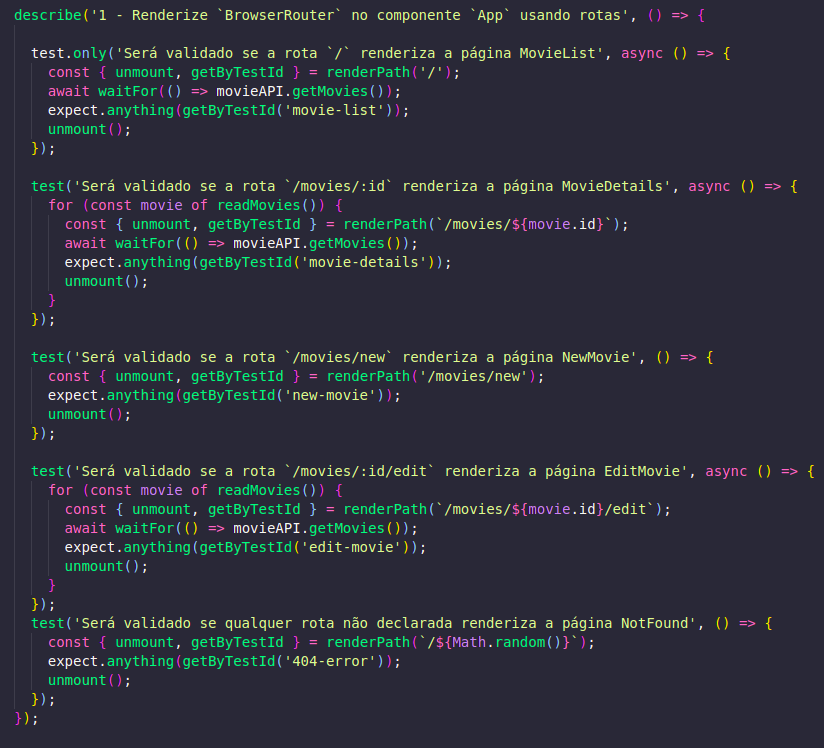 describe('1 - Renderize `BrowserRouter` no componente `App` usando rotas', () => {
test.only('Será validado se a rota `/` renderiza a página MovieList', async () => {
const { unmount, getByTestId } = renderPath('/');
await waitFor(() => movieAPI.getMovies());
expect.anything(getByTestId('movie-list'));
unmount();
});
test('Será validado se a rota `/movies/:id` renderiza a página MovieDetails', async () => {
for (const movie of readMovies()) {
const { unmount, getByTestId } = renderPath(`/movies/${movie.id}`);
await waitFor(() => movieAPI.getMovies());
expect.anything(getByTestId('movie-details'));
unmount();
}
});
test('Será validado se a rota `/movies/new` renderiza a página NewMovie', () => {
const { unmount, getByTestId } = renderPath('/movies/new');
expect.anything(getByTestId('new-movie'));
unmount();
});
test('Será validado se a rota `/movies/:id/edit` renderiza a página EditMovie', async () => {
for (const movie of readMovies()) {
const { unmount, getByTestId } = renderPath(`/movies/${movie.id}/edit`);
await waitFor(() => movieAPI.getMovies());
expect.anything(getByTestId('edit-movie'));
unmount();
}
});
test('Será validado se qualquer rota não declarada renderiza a página NotFound', () => {
const { unmount, getByTestId } = renderPath(`/${Math.random()}`);
expect.anything(getByTestId('404-error'));
unmount();
});
});